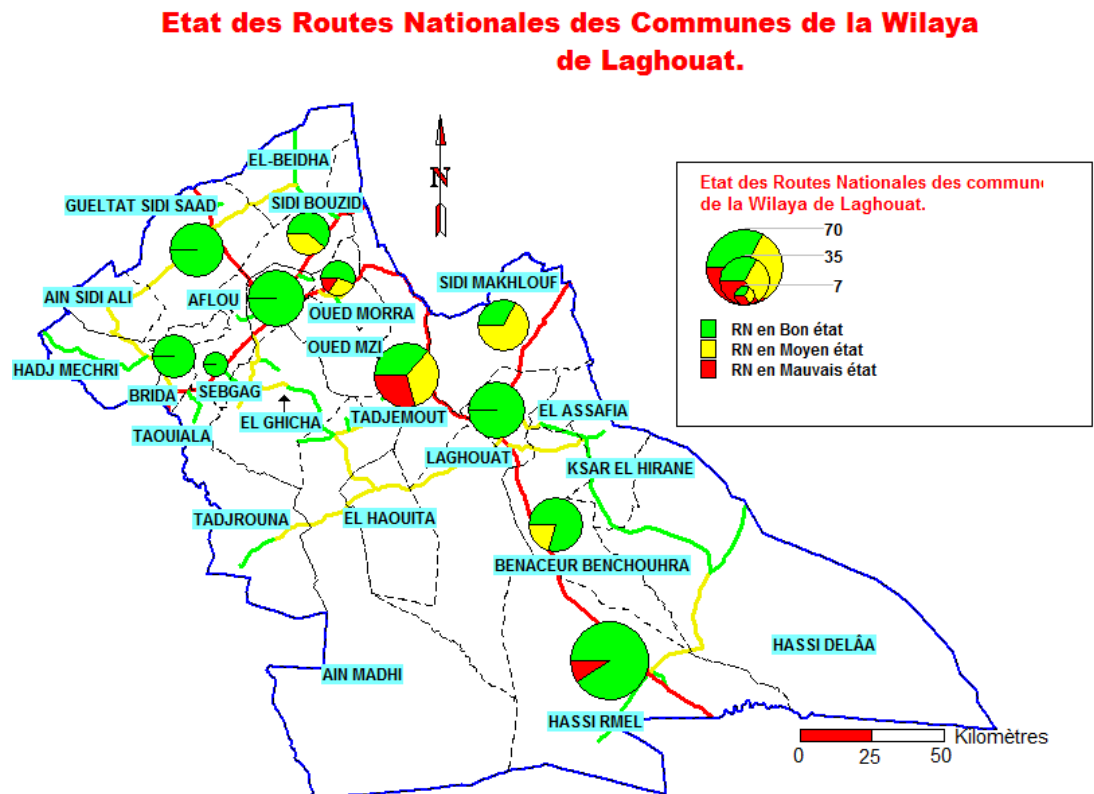 Etat des Routes Nationales des Communes de la Wilaya
de Laghouat.
EL-BEIDHA
N
GUELTAT SIDI SAAD
SIDI BOUZID
Etat des Routes Nationales des commune
de la Wilaya de Laghouat.
70
35
7
SIDI MAKHLOUF
AIN SIDI ALI
AFLOU
OUED MORRA
RN en Bon état
RN en Moyen état
RN en Mauvais état
OUED MZI
HADJ MECHRI
BRIDA
SEBGAG
EL GHICHA
TADJEMOUT
EL ASSAFIA
TAOUIALA
LAGHOUAT
KSAR EL HIRANE
TADJROUNA
EL HAOUITA
BENACEUR BENCHOUHRA
HASSI DELÂA
AIN MADHI
HASSI RMEL
Kilomètres
0 25 50